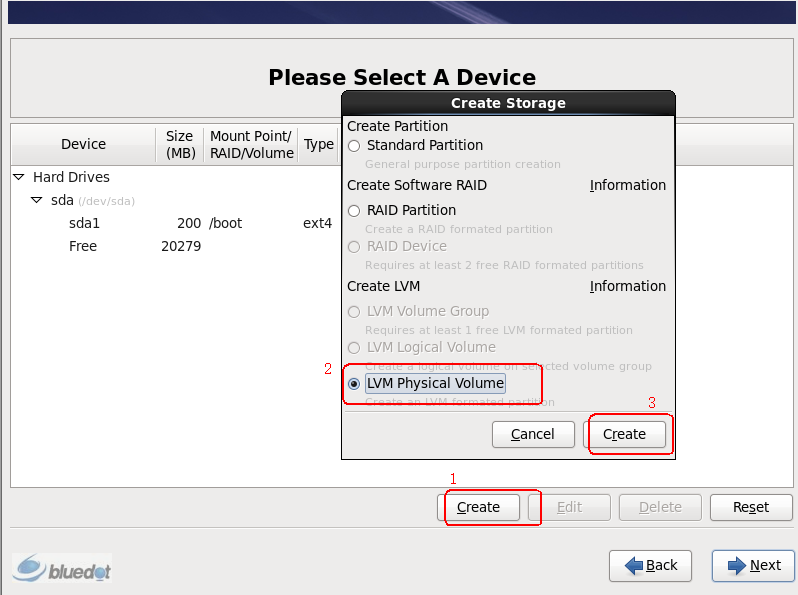 Please Select A Device
Create Storage
Device
Size (MB)
Mount Point/ RAID/Volume
Type
Create Partition
Standard Partition
General purpose partition creation
Create Software RAID Information
RAID Partition
Create a RAID formated partition
RAID Device
Requires at least 2 free RAID formated partitions
Create LVM Information
LVM Volume Group
Requires at least 1 free LVM formated partition
LVM Logical Volume
Create a logical volume on selected volume group
2 LVM Physical Volume
Create an LVM formated partition
3
Cancel Create
Hard Drives
sda (/dev/sda)
sda1 200 /boot ext4
Free 20279
1
Create Edit Delete Reset
bluedot
Back Next